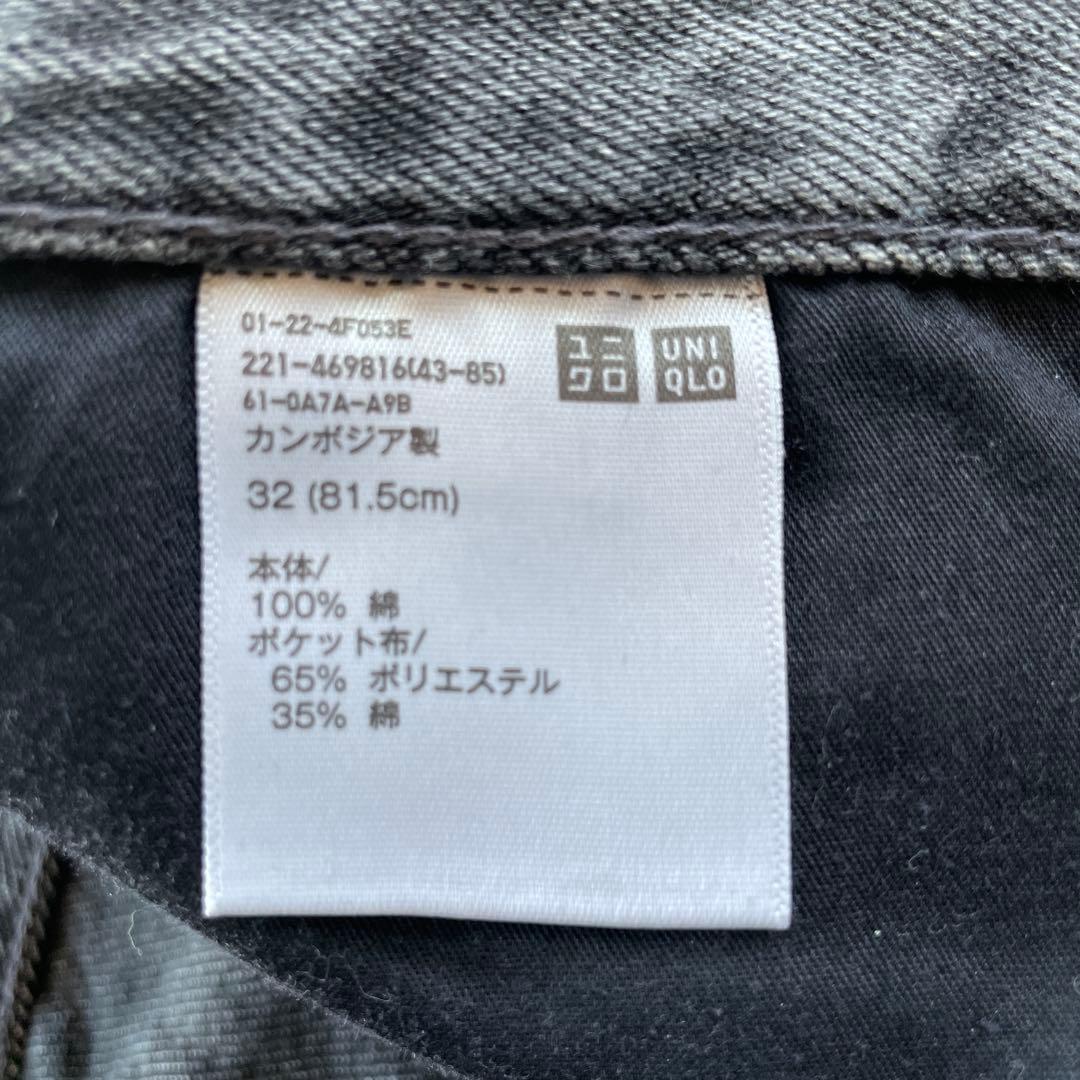 01-22-4F053E
221-469816(43-85)
61-0A7A-A9B
カンボジア製
32 (81.5cm)
本体/
100% 綿
ポケット布/
65% ポリエステル
35% 綿
ユニ
クロ
UNI
QLO